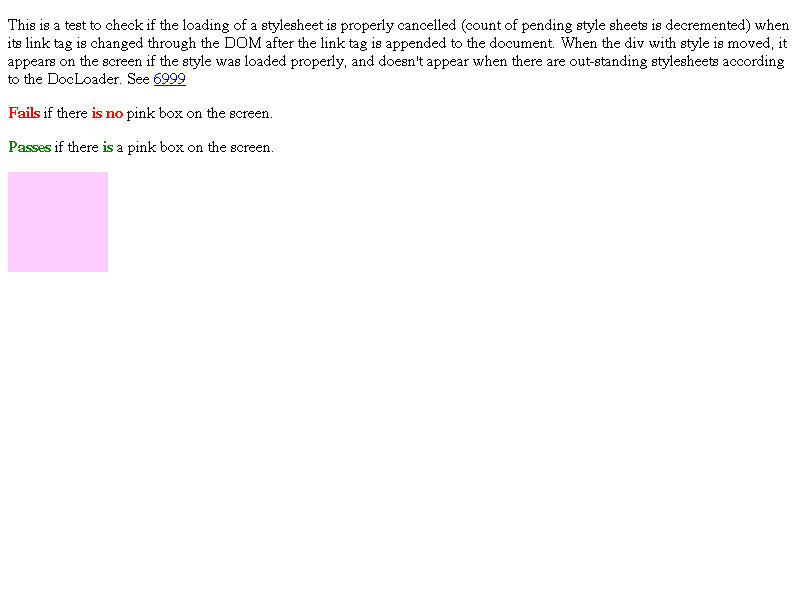 This is a test to check if the loading of a stylesheet is properly cancelled (count of pending style sheets is decremented) when
its link tag is changed through the DOM after the link tag is appended to the document. When the div with style is moved, it
appears on the screen if the style was loaded properly, and doesn't appear when there are out-standing stylesheets according
to the DocLoader. See 6999
Fails if there is no pink box on the screen.
Passes if there is a pink box on the screen.